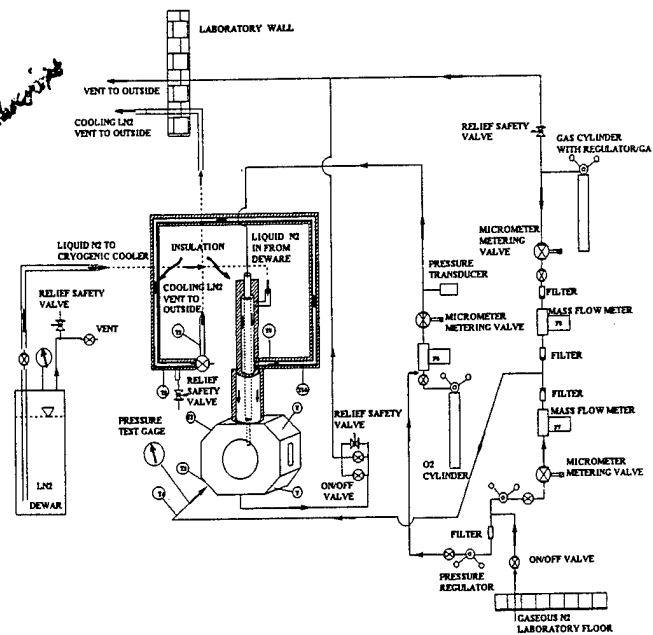 LABORATORY WALL
VENT TO OUTSIDE
COOLING LN2
VENT TO OUTSIDE
RELIEF SAFETY
VALVE
GAS CYLINDER
WITH REGULATOR/GA
LIQUID N2 TO
CRYOGENIC COOLER
INSULATION
LIQUID N2
IN FROM
DEWARE
COOLING LN2
VENT TO
OUTSIDE
MICROMETER
METERING
VALVE
PRESSURE
TRANSDUCER
RELIEF SAFETY
VALVE
VENT
FILTER
MASS FLOW METER
MICROMETER
METERING VALVE
FILTER
FILTER
MASS FLOW METER
RELIEF
SAFETY
VALVE
PRESSURE
TEST GAGE
RELIEF SAFETY
VALVE
ON/OFF
VALVE
O2
CYLINDER
MICROMETER
METERING VALVE
LN2
DEWAR
FILTER
PRESSURE
REGULATOR
ON/OFF VALVE
GASEOUS N2
LABORATORY FLOOR